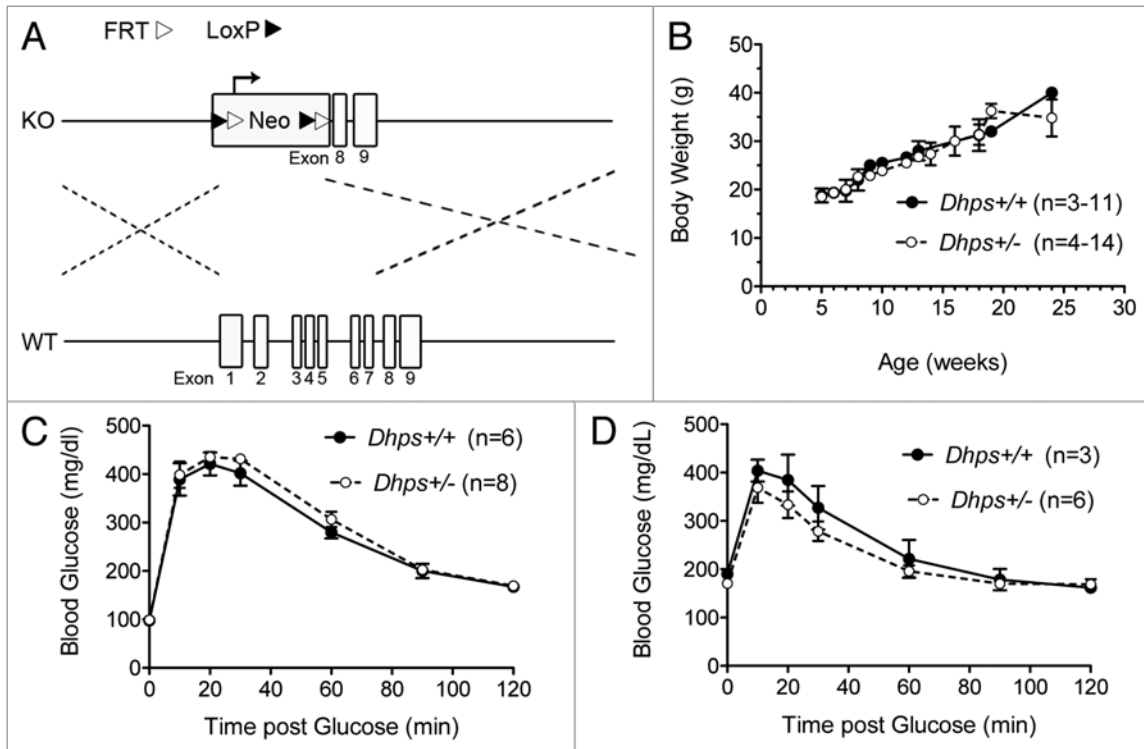 A
FRT LoxP
KO
Neo
Exon 8 9
WT
Exon 1 2 3 4 5 6 7 8 9
B
50
40
30
20
10
0
Body Weight (g)
Dhps+/+ (n=3-11)
Dhps+/- (n=4-14)
0 5 10 15 20 25 30
Age (weeks)
C
500
400
300
200
100
0
Blood Glucose (mg/dl)
Dhps+/+ (n=6)
Dhps+/- (n=8)
0 20 40 60 80 100 120
Time post Glucose (min)
D
500
400
300
200
100
0
Blood Glucose (mg/dL)
Dhps+/+ (n=3)
Dhps+/- (n=6)
0 20 40 60 80 100 120
Time post Glucose (min)